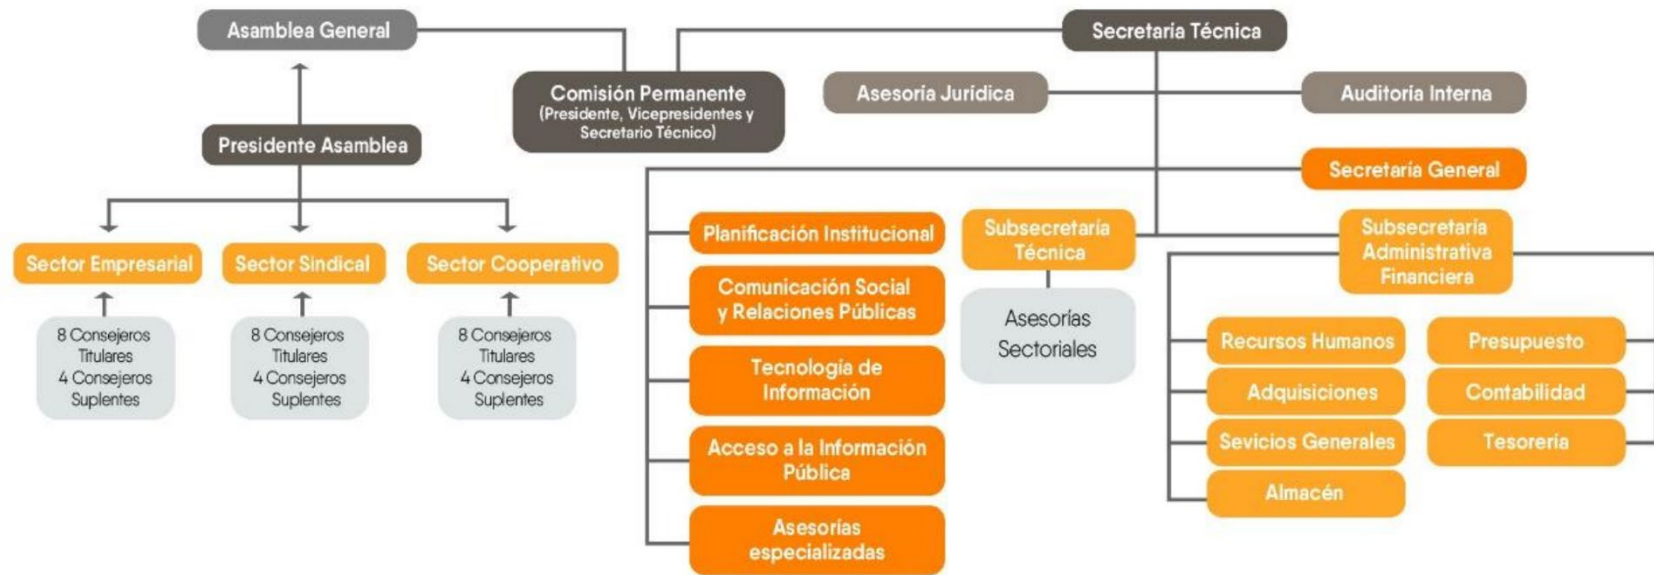 Asamblea General
Secretaría Técnica
Comisión Permanente
(Presidente, Vicepresidentes y
Secretario Técnico)
Asesoría Jurídica
Auditoría Interna
Presidente Asamblea
Secretaría General
Sector Empresarial
Sector Sindical
Sector Cooperativo
8 Consejeros
Titulares
4 Consejeros
Suplentes
8 Consejeros
Titulares
4 Consejeros
Suplentes
8 Consejeros
Titulares
4 Consejeros
Suplentes
Planificación Institucional
Comunicación Social
y Relaciones Públicas
Tecnología de
Información
Acceso a la Información
Pública
Asesorías
especializadas
Subsecretaría
Técnica
Asesorías
Sectoriales
Subsecretaría
Administrativa
Financiera
Recursos Humanos
Adquisiciones
Sevicios Generales
Almacén
Presupuesto
Contabilidad
Tesorería